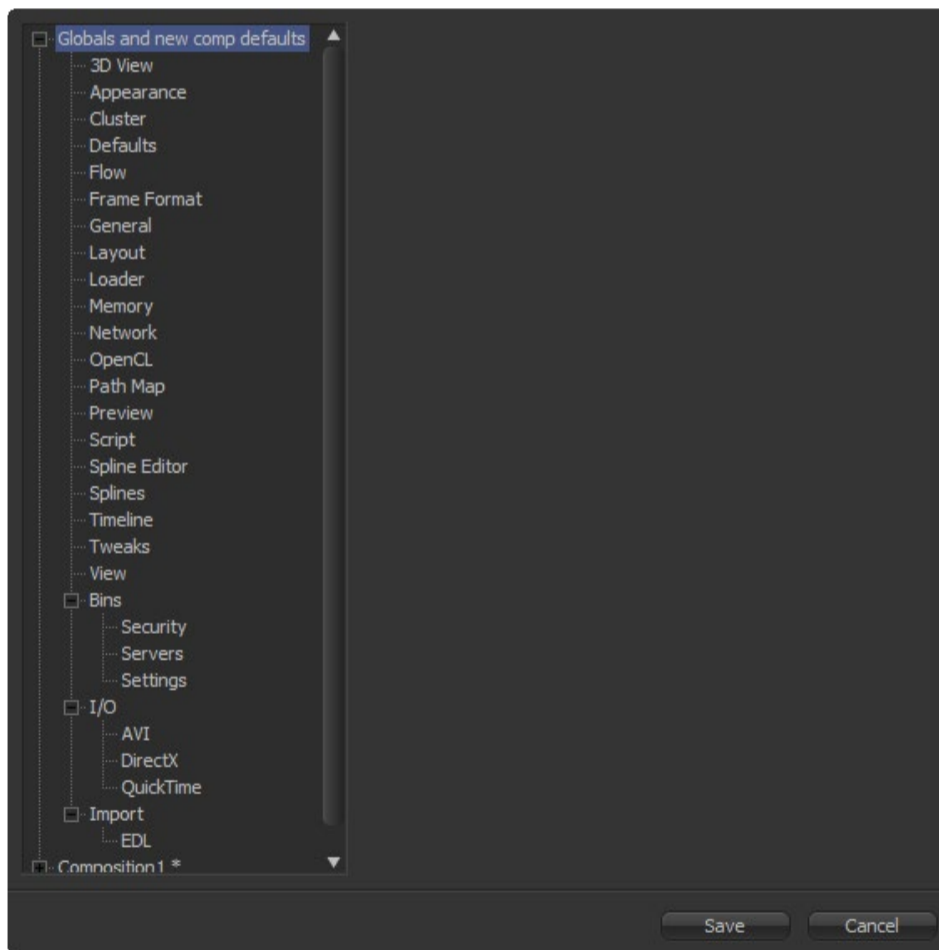 Globals and new comp defaults
3D View
Appearance
Cluster
Defaults
Flow
Frame Format
General
Layout
Loader
Memory
Network
OpenCL
Path Map
Preview
Script
Spline Editor
Splines
Timeline
Tweaks
View
Bins
Security
Servers
Settings
I/O
AVI
DirectX
QuickTime
Import
EDL
Composition1 *
Save Cancel